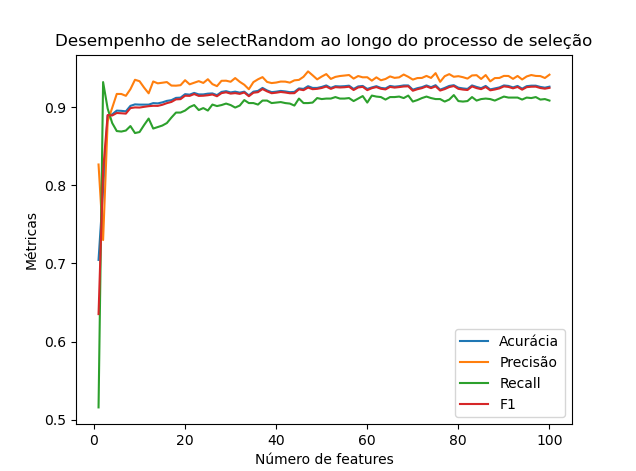 Desempenho de selectRandom ao longo do processo de seleção
Métricas
0.9
0.8
0.7
0.6
0.5
0
20
40
60
80
100
Número de features
Acurácia
Precisão
Recall
F1